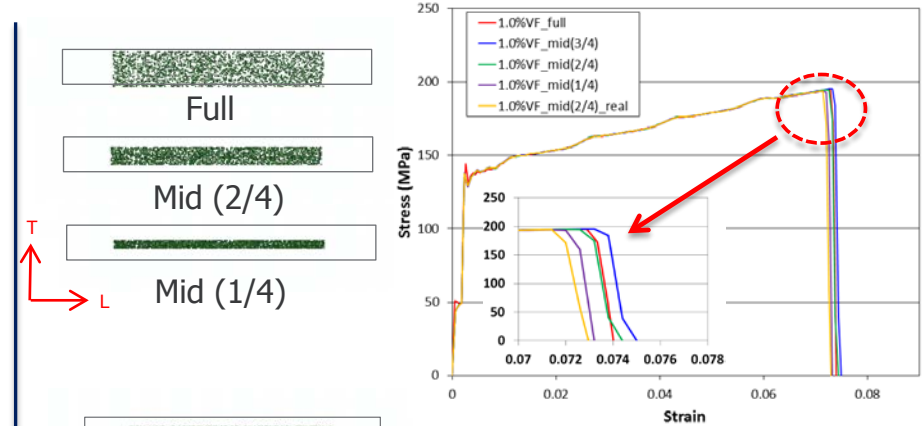 Full
Mid (2/4)
Mid (1/4)
T
L
1.0%VF_full
1.0%VF_mid(3/4)
1.0%VF_mid(2/4)
1.0%VF_mid(1/4)
1.0%VF_mid(2/4)_real
250
200
150
100
50
0
Stress (MPa)
250
200
150
100
50
0
0.07 0.072 0.074 0.076 0.078
0 0.02 0.04 0.06 0.08
Strain